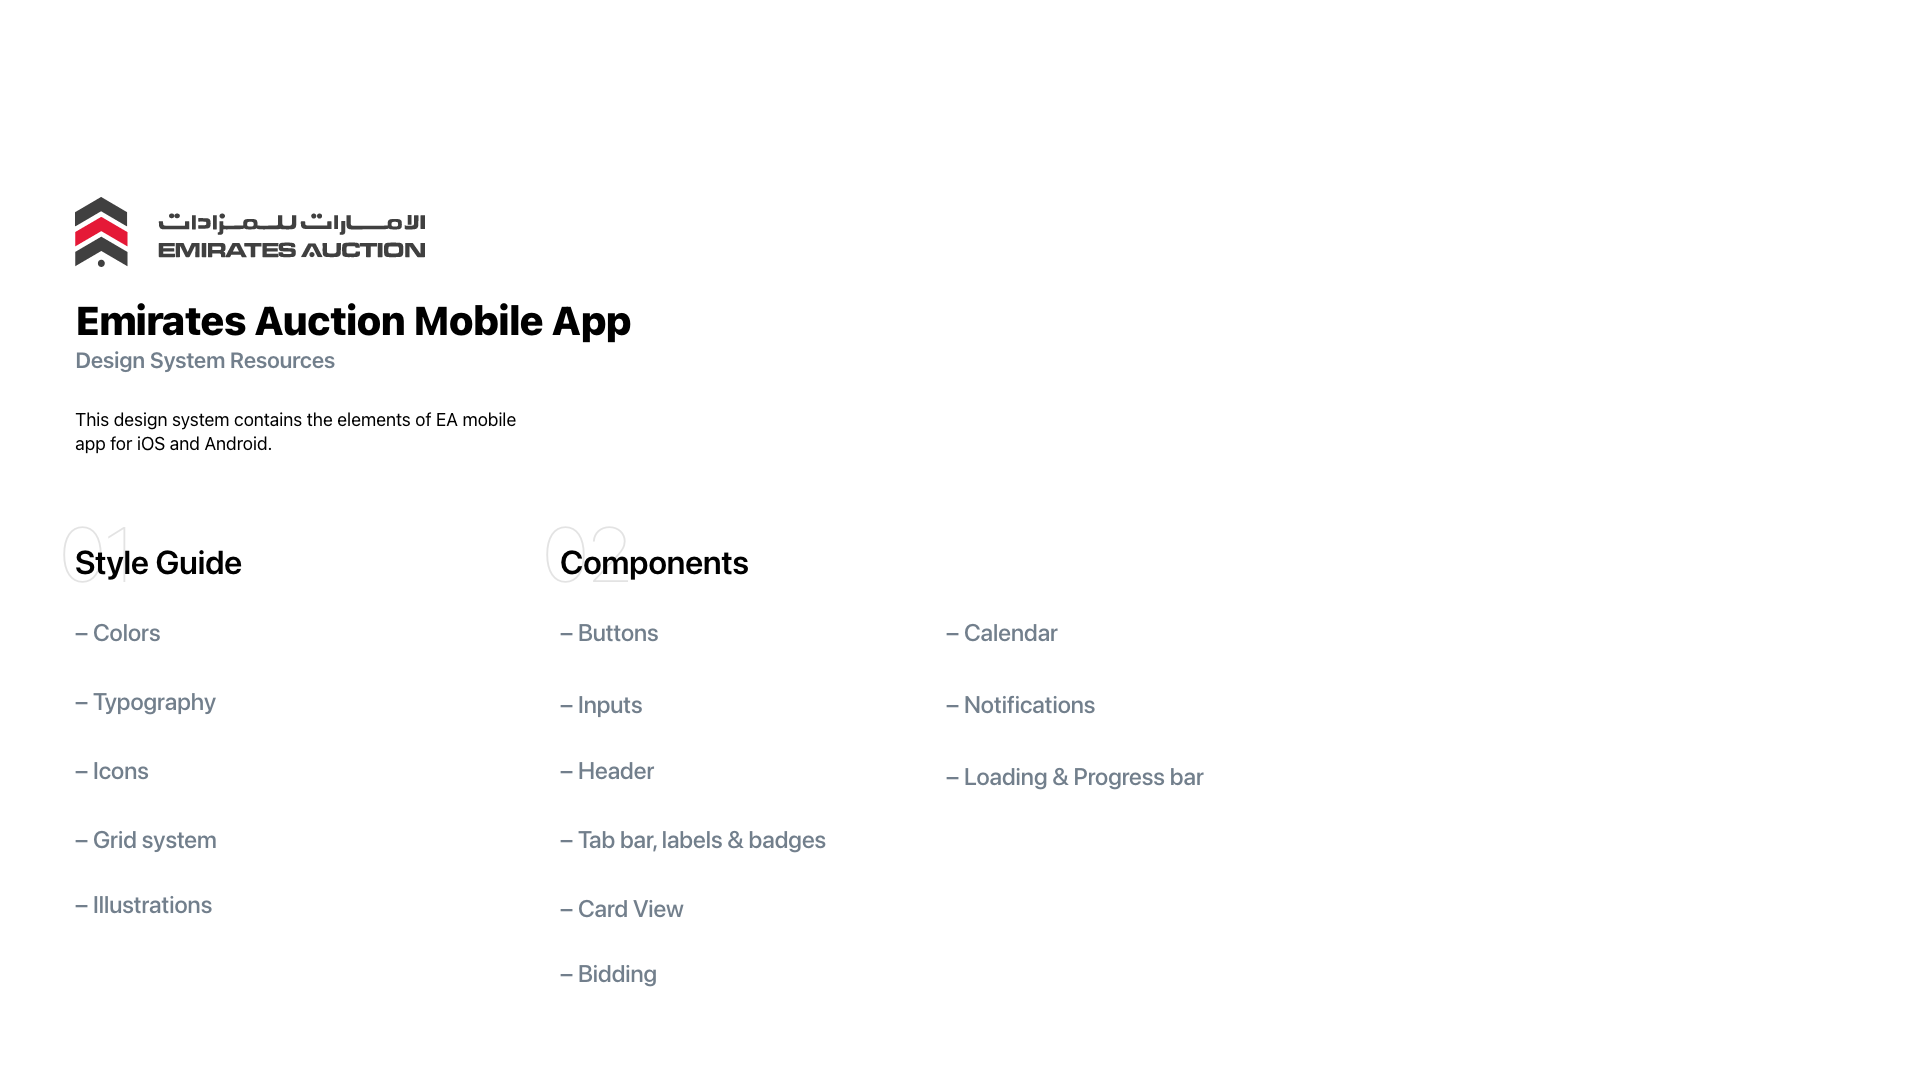 الامارات للمزادات
EMIRATES AUCTION
Emirates Auction Mobile App
Design System Resources
This design system contains the elements of EA mobile
app for iOS and Android.
01
Style Guide
– Colors
– Typography
– Icons
– Grid system
– Illustrations
02
Components
– Buttons
– Inputs
– Header
– Tab bar, labels & badges
– Card View
– Bidding
– Calendar
– Notifications
– Loading & Progress bar